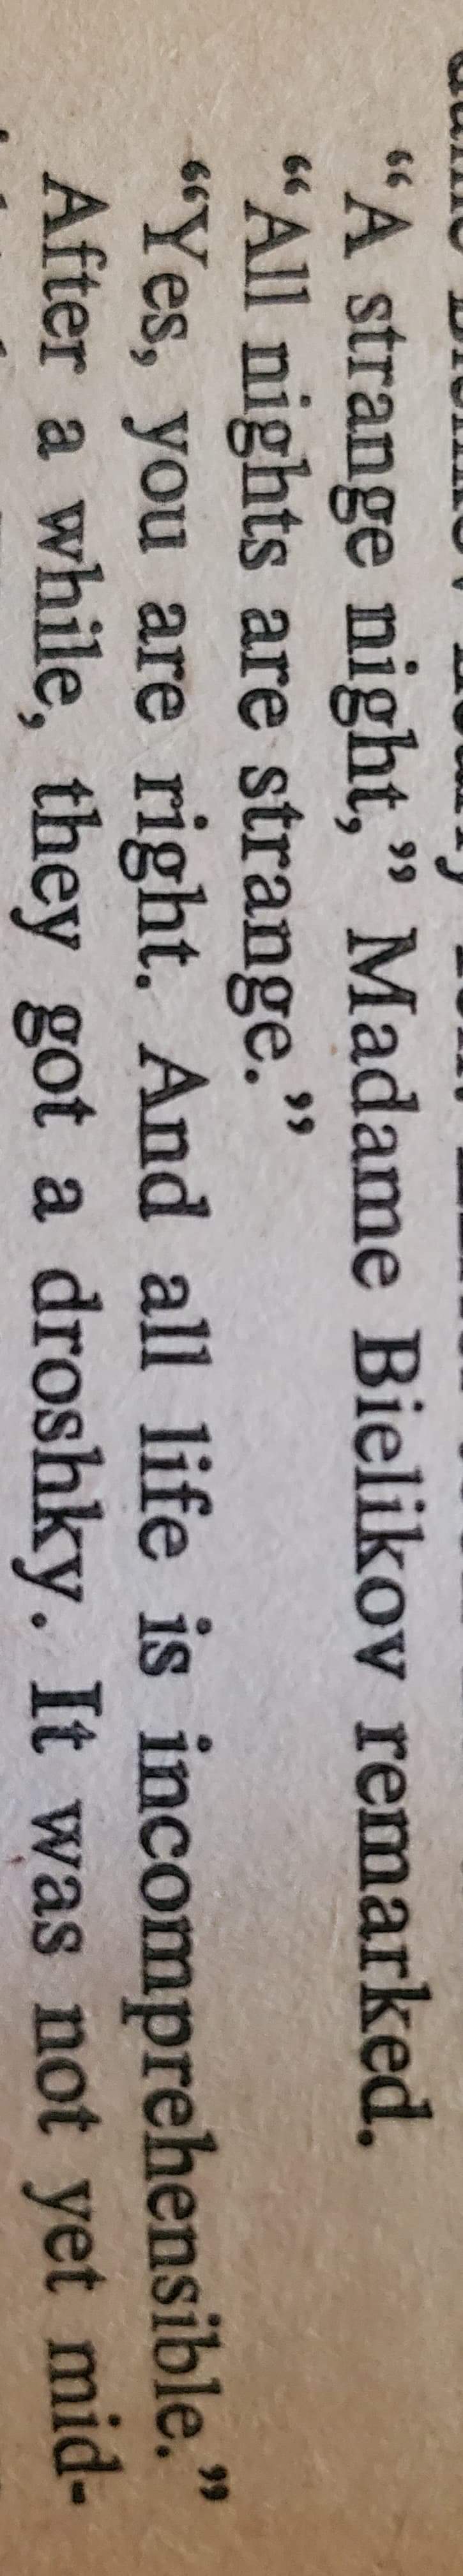 “A strange night,” Madame Bielikov remarked.
“All nights are strange.”
“Yes, you are right. And all life is incomprehensible.”
After a while, they got a droshky. It was not yet mid-